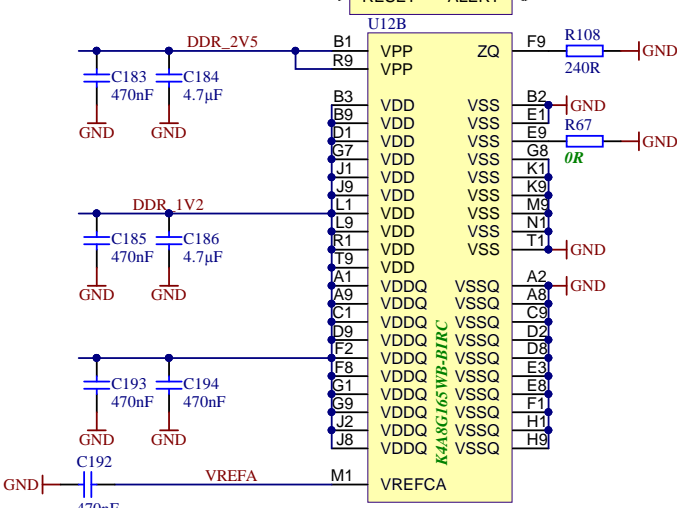 RESET ALERT
U12B
DDR_2V5 B1 VPP ZQ F9 R108 GND
R9 VPP 240R
C183 C184
470nF 4.7µF
GND GND
B3 VDD VSS B2 GND
B9 VDD VSS E1
D1 VDD VSS E9 R67 GND
G7 VDD VSS G8 0R
J1 VDD VSS K1
J9 VDD VSS K9
DDR_1V2 L1 VDD VSS M9
L9 VDD VSS N1
R1 VDD VSS T1 GND
T9 VDD
C185 C186
470nF 4.7µF
GND GND
A1 VDDQ VSSQ A2 GND
A9 VDDQ VSSQ A8
C1 VDDQ VSSQ C9
D9 VDDQ VSSQ D2
F2 VDDQ VSSQ D8
F8 VDDQ VSSQ E3
G1 VDDQ VSSQ E8
G9 VDDQ VSSQ F1
J2 VDDQ VSSQ H1
J8 VDDQ VSSQ H9
C193 C194
470nF 470nF
GND GND
K4A8G165WB-BIRC
C192
GND VREFA M1 VREFCA
470nF